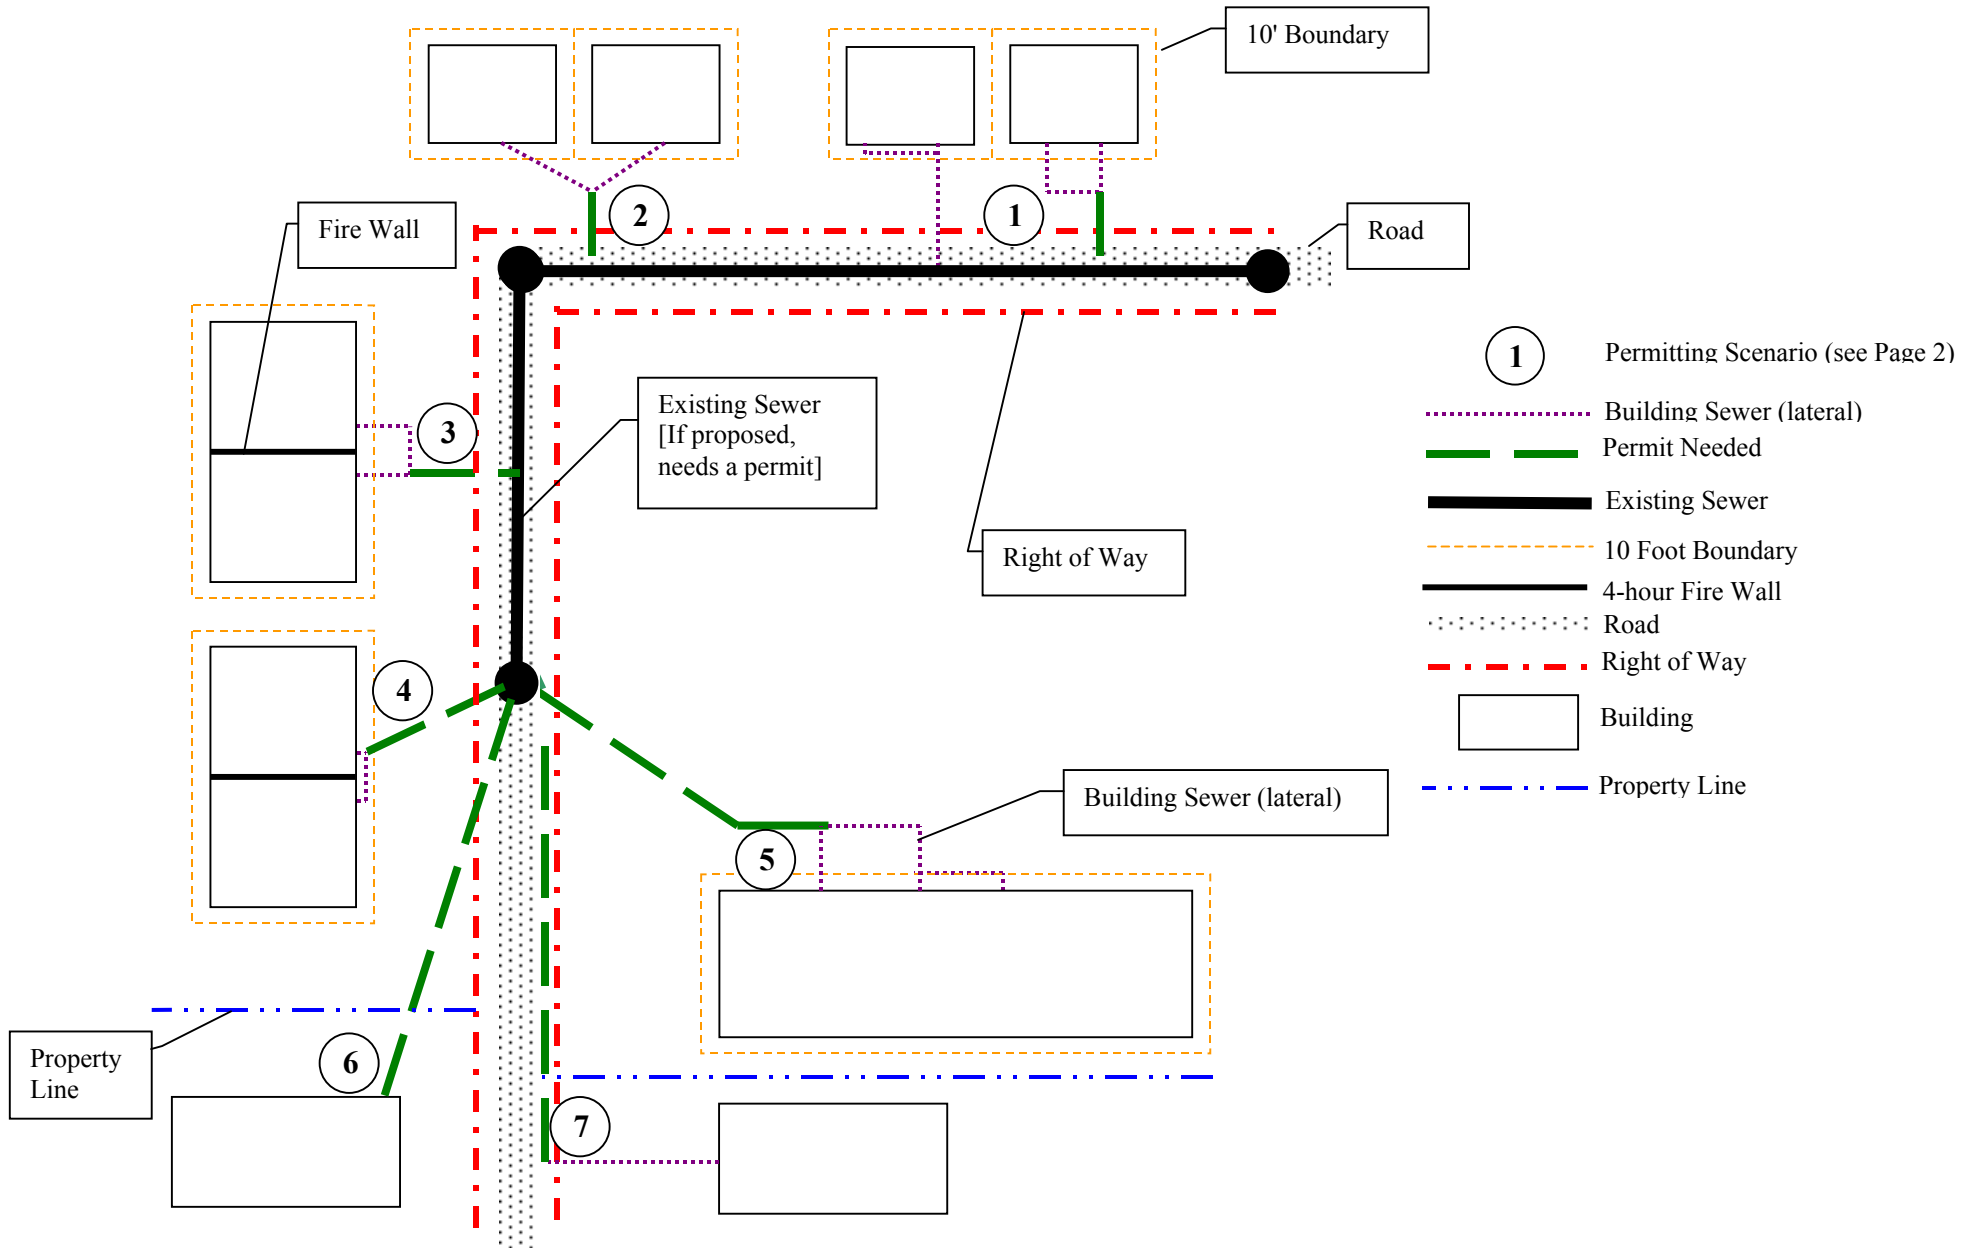 10' Boundary
2
1
Fire Wall
Road
3
Existing Sewer
[If proposed,
needs a permit]
Right of Way
4
5
Building Sewer (lateral)
Property
Line
6
7
1
Permitting Scenario (see Page 2)
Building Sewer (lateral)
Permit Needed
Existing Sewer
10 Foot Boundary
4-hour Fire Wall
Road
Right of Way
Building
Property Line